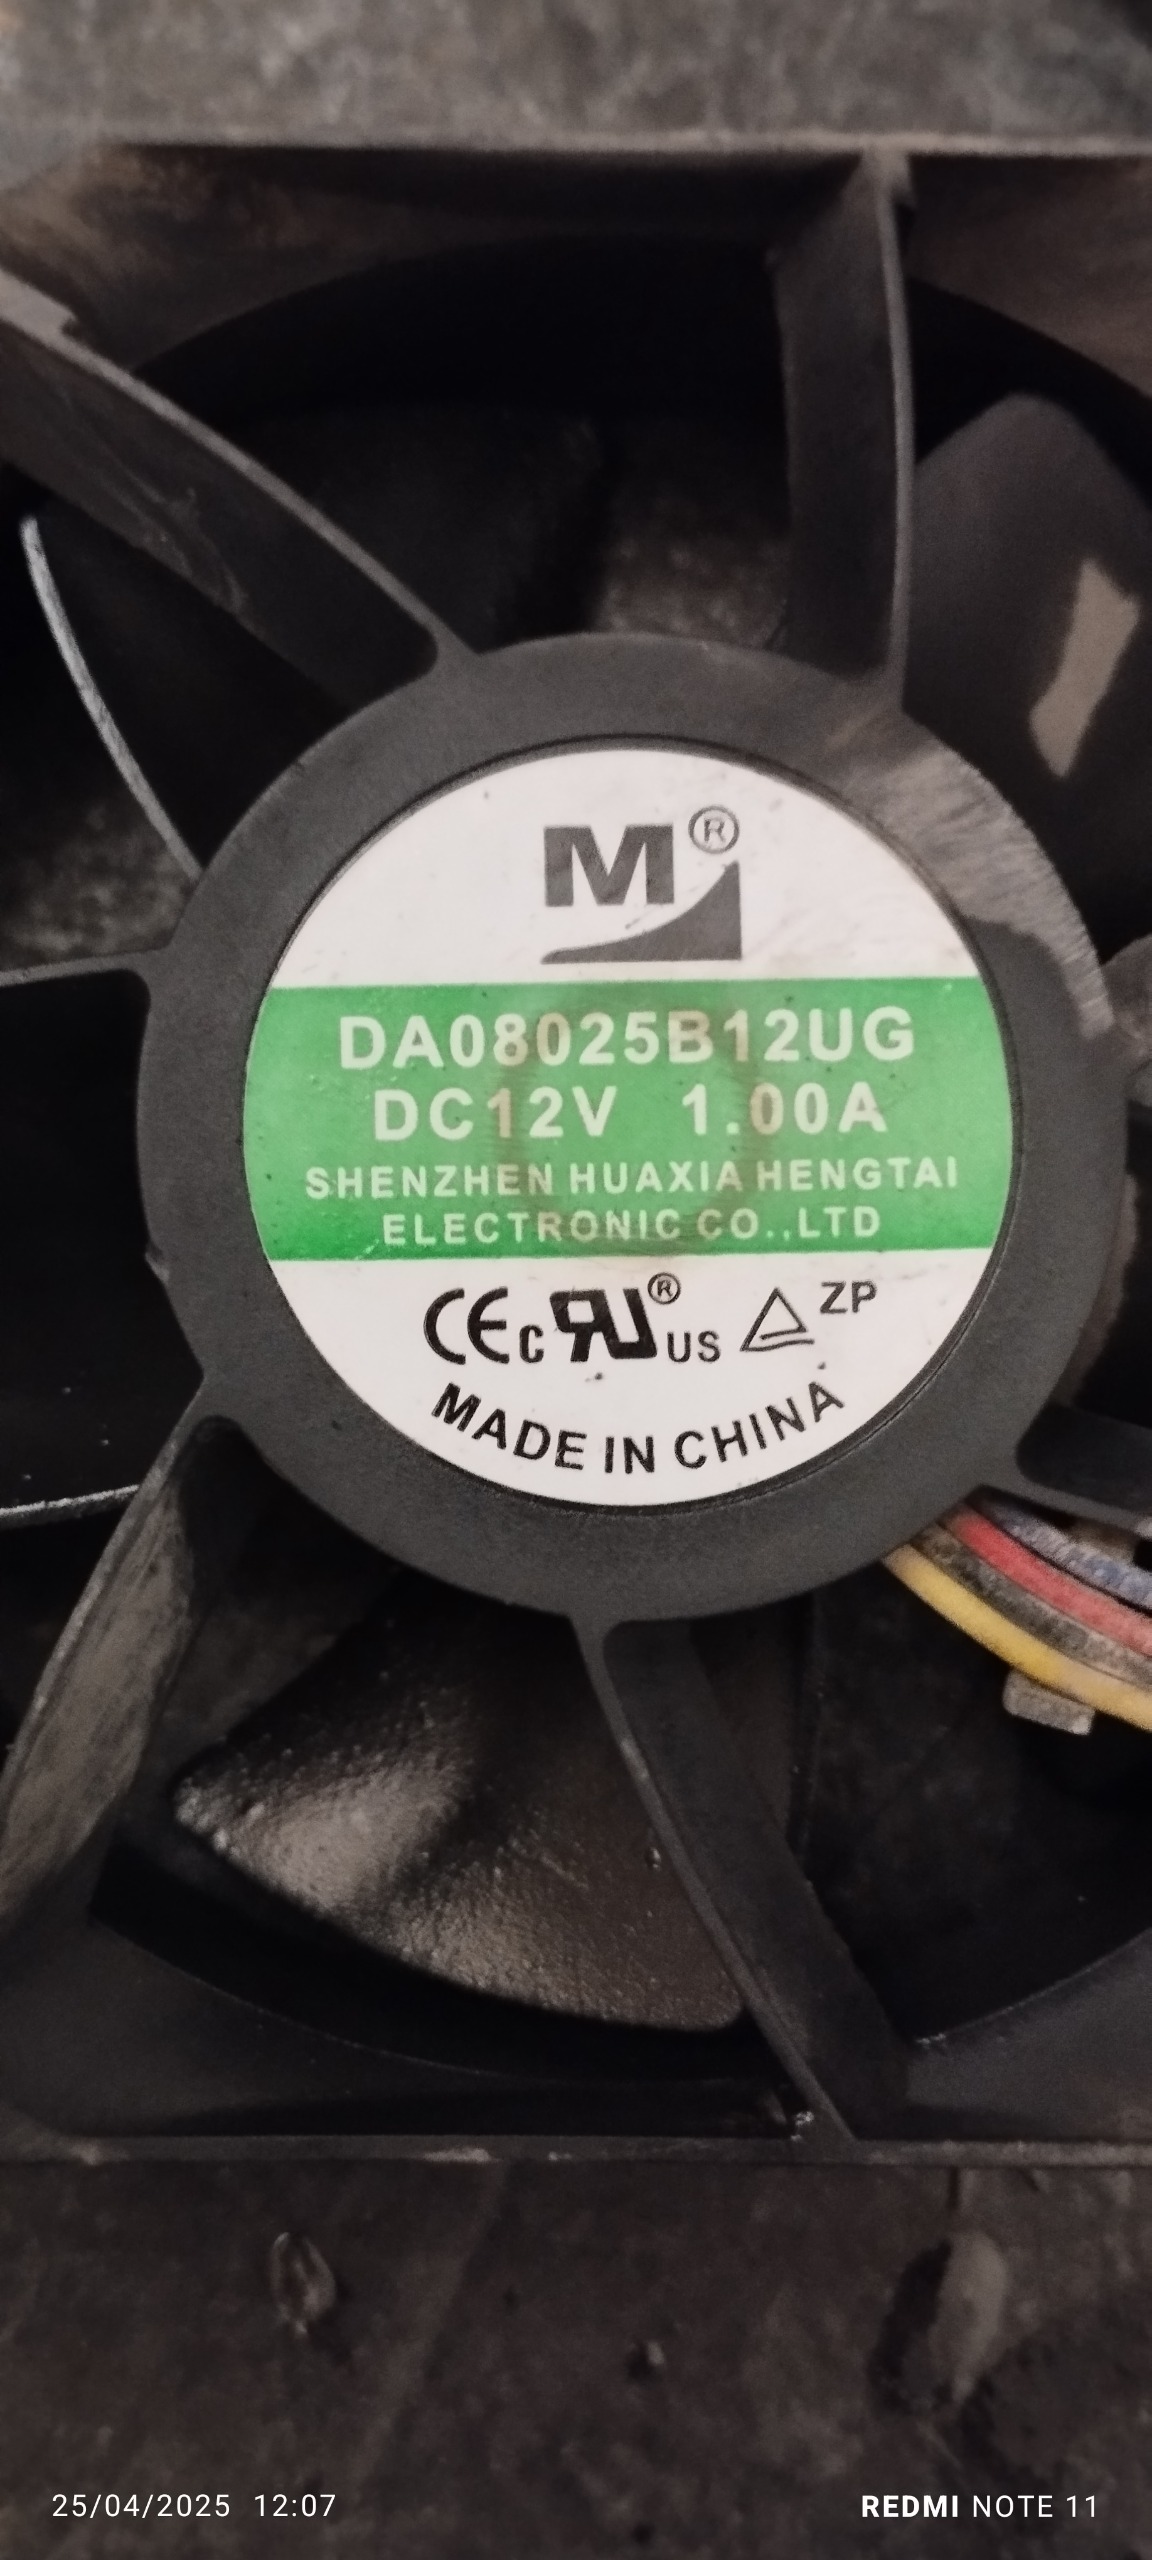 M®
DA08025B12UG
DC12V 1.00A
SHENZHEN HUAXIA HENGTAI
ELECTRONIC CO.,LTD
CE c RU® US △ ZP
MADE IN CHINA
25/04/2025 12:07
REDMI NOTE 11